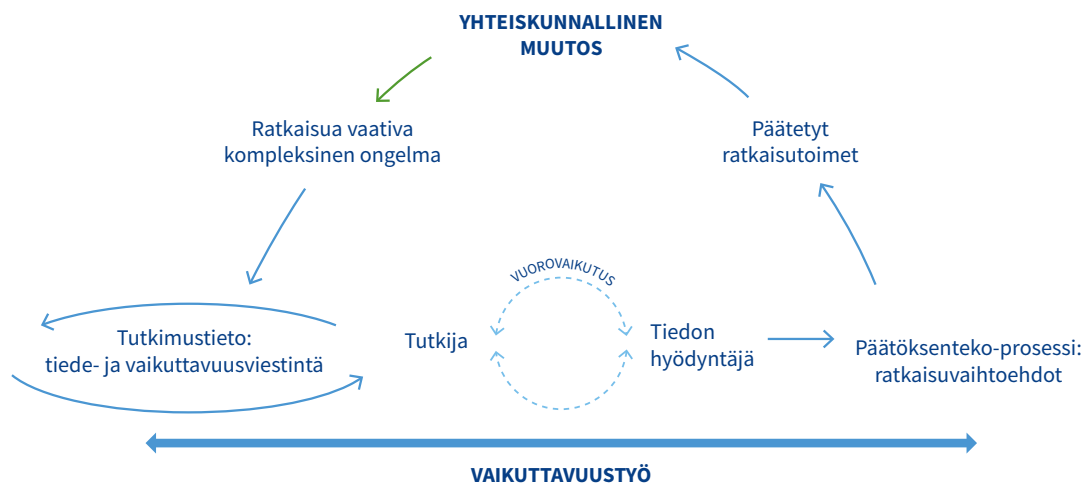 YHTEISKUNNALLINEN
MUUTOS
Ratkaisua vaativa
kompleksinen ongelma
Päätetyt
ratkaisutoimet
VUOROVAIKUTUS
Tutkimustieto:
tiede- ja vaikuttavuusviestintä
Tutkija
Tiedon
hyödyntäjä
Päätöksenteko-prosessi:
ratkaisuvaihtoehdot
VAIKUTTAVUUSTYÖ